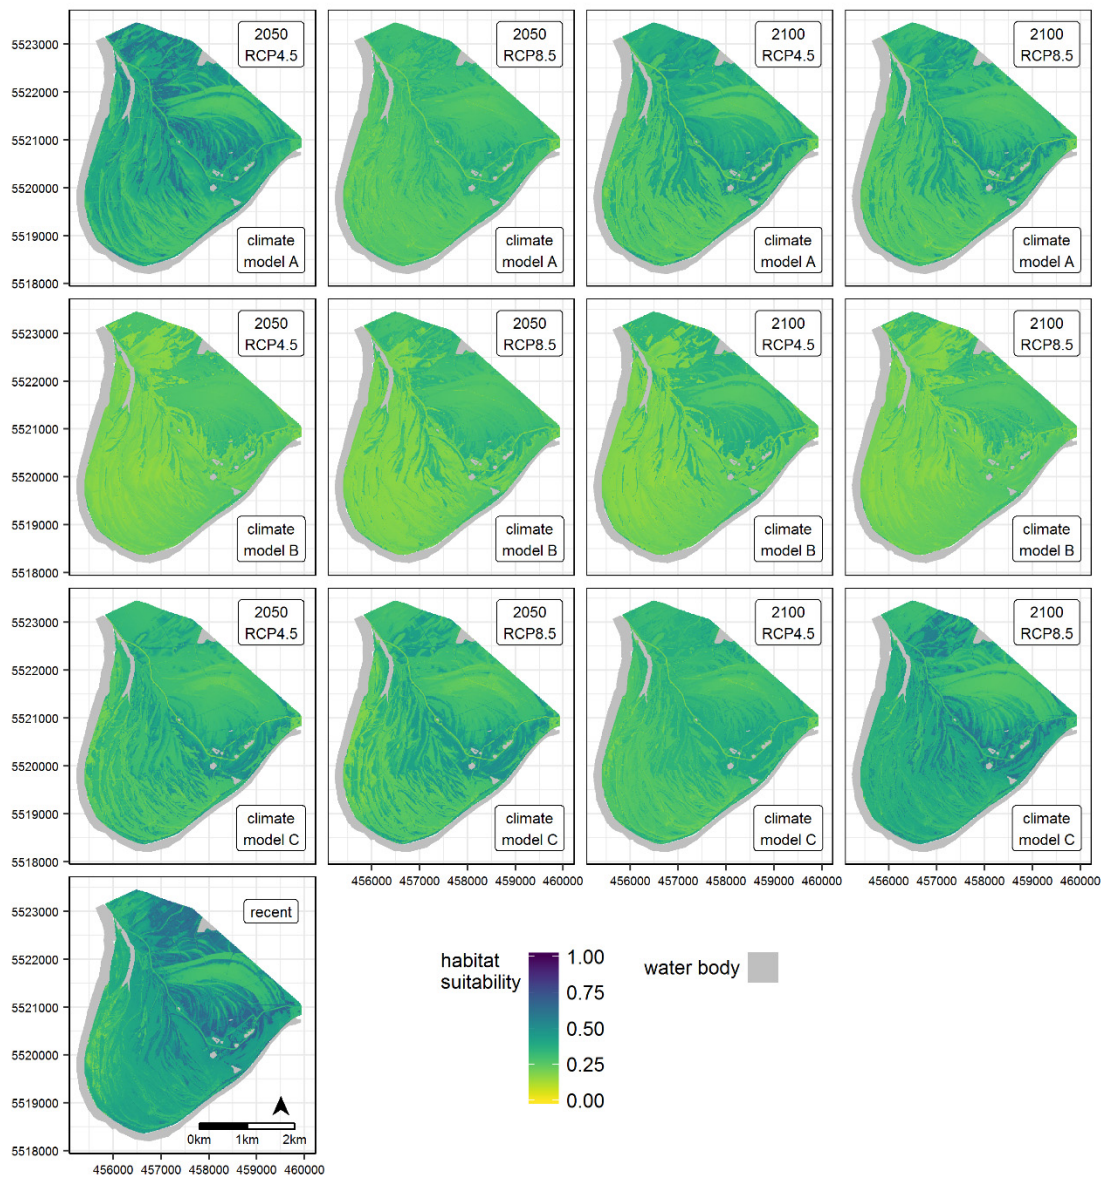 2050
RCP4.5
2050
RCP8.5
2100
RCP4.5
2100
RCP8.5
5523000
5522000
5521000
5520000
5519000
5518000
climate
model A
climate
model A
climate
model A
climate
model A
2050
RCP4.5
2050
RCP8.5
2100
RCP4.5
2100
RCP8.5
5523000
5522000
5521000
5520000
5519000
5518000
climate
model B
climate
model B
climate
model B
climate
model B
2050
RCP4.5
2050
RCP8.5
2100
RCP4.5
2100
RCP8.5
5523000
5522000
5521000
5520000
5519000
5518000
climate
model C
climate
model C
climate
model C
climate
model C
456000 457000 458000 459000 460000
456000 457000 458000 459000 460000
456000 457000 458000 459000 460000
recent
5523000
5522000
5521000
5520000
5519000
5518000
0km 1km 2km
456000 457000 458000 459000 460000
habitat
suitability
1.00
0.75
0.50
0.25
0.00
water body